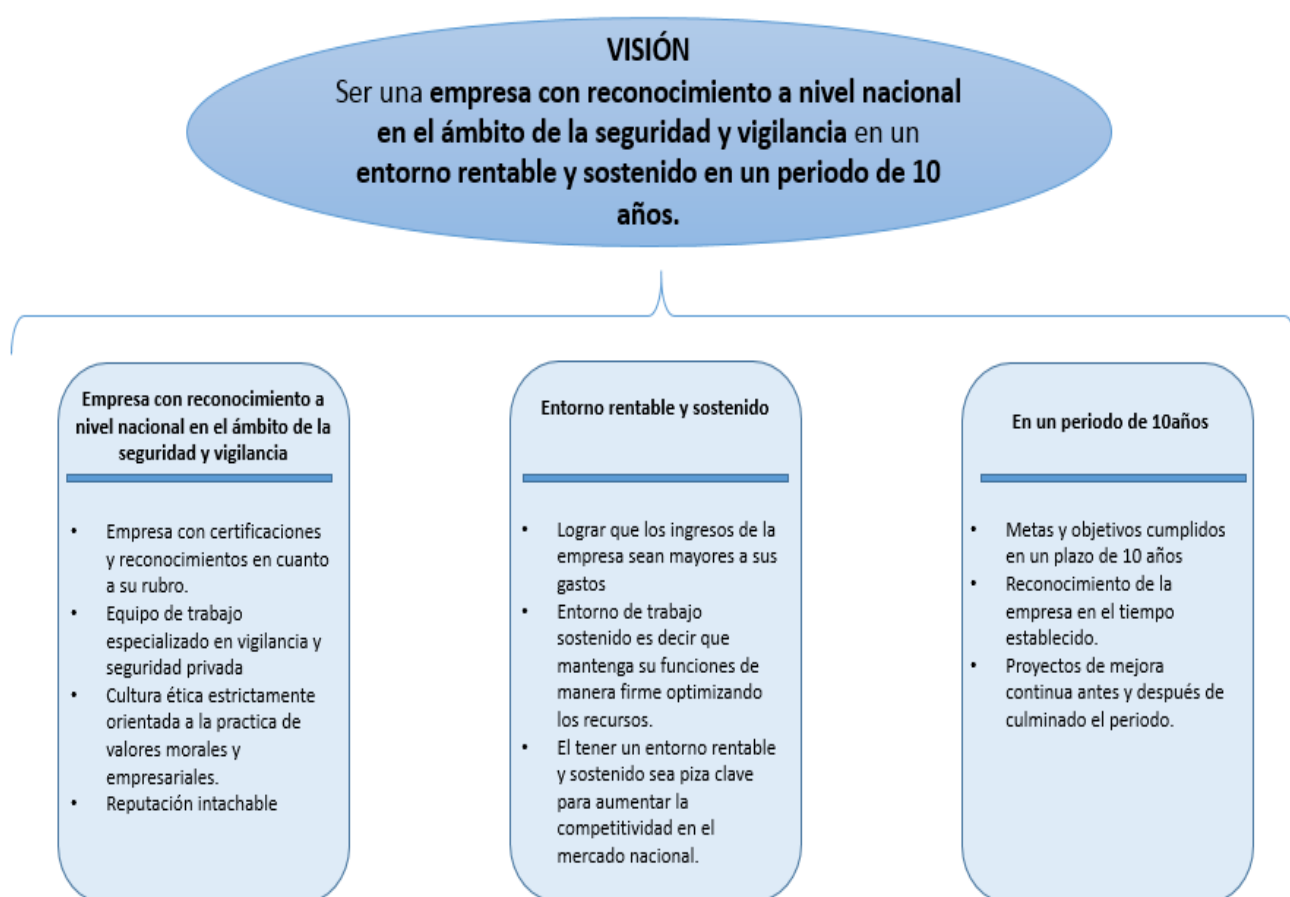 VISIÓN
Ser una empresa con reconocimiento a nivel nacional
en el ámbito de la seguridad y vigilancia en un
entorno rentable y sostenido en un periodo de 10
años.
Empresa con reconocimiento a
nivel nacional en el ámbito de la
seguridad y vigilancia
• Empresa con certificaciones
y reconocimientos en cuanto
a su rubro.
• Equipo de trabajo
especializado en vigilancia y
seguridad privada
• Cultura ética estrictamente
orientada a la practica de
valores morales y
empresariales.
• Reputación intachable
Entorno rentable y sostenido
• Lograr que los ingresos de la
empresa sean mayores a sus
gastos
• Entorno de trabajo
sostenido es decir que
mantenga su funciones de
manera firme optimizando
los recursos.
• El tener un entorno rentable
y sostenido sea piza clave
para aumentar la
competitividad en el
mercado nacional.
En un periodo de 10años
• Metas y objetivos cumplidos
en un plazo de 10 años
• Reconocimiento de la
empresa en el tiempo
establecido.
• Proyectos de mejora
continua antes y después de
culminado el periodo.